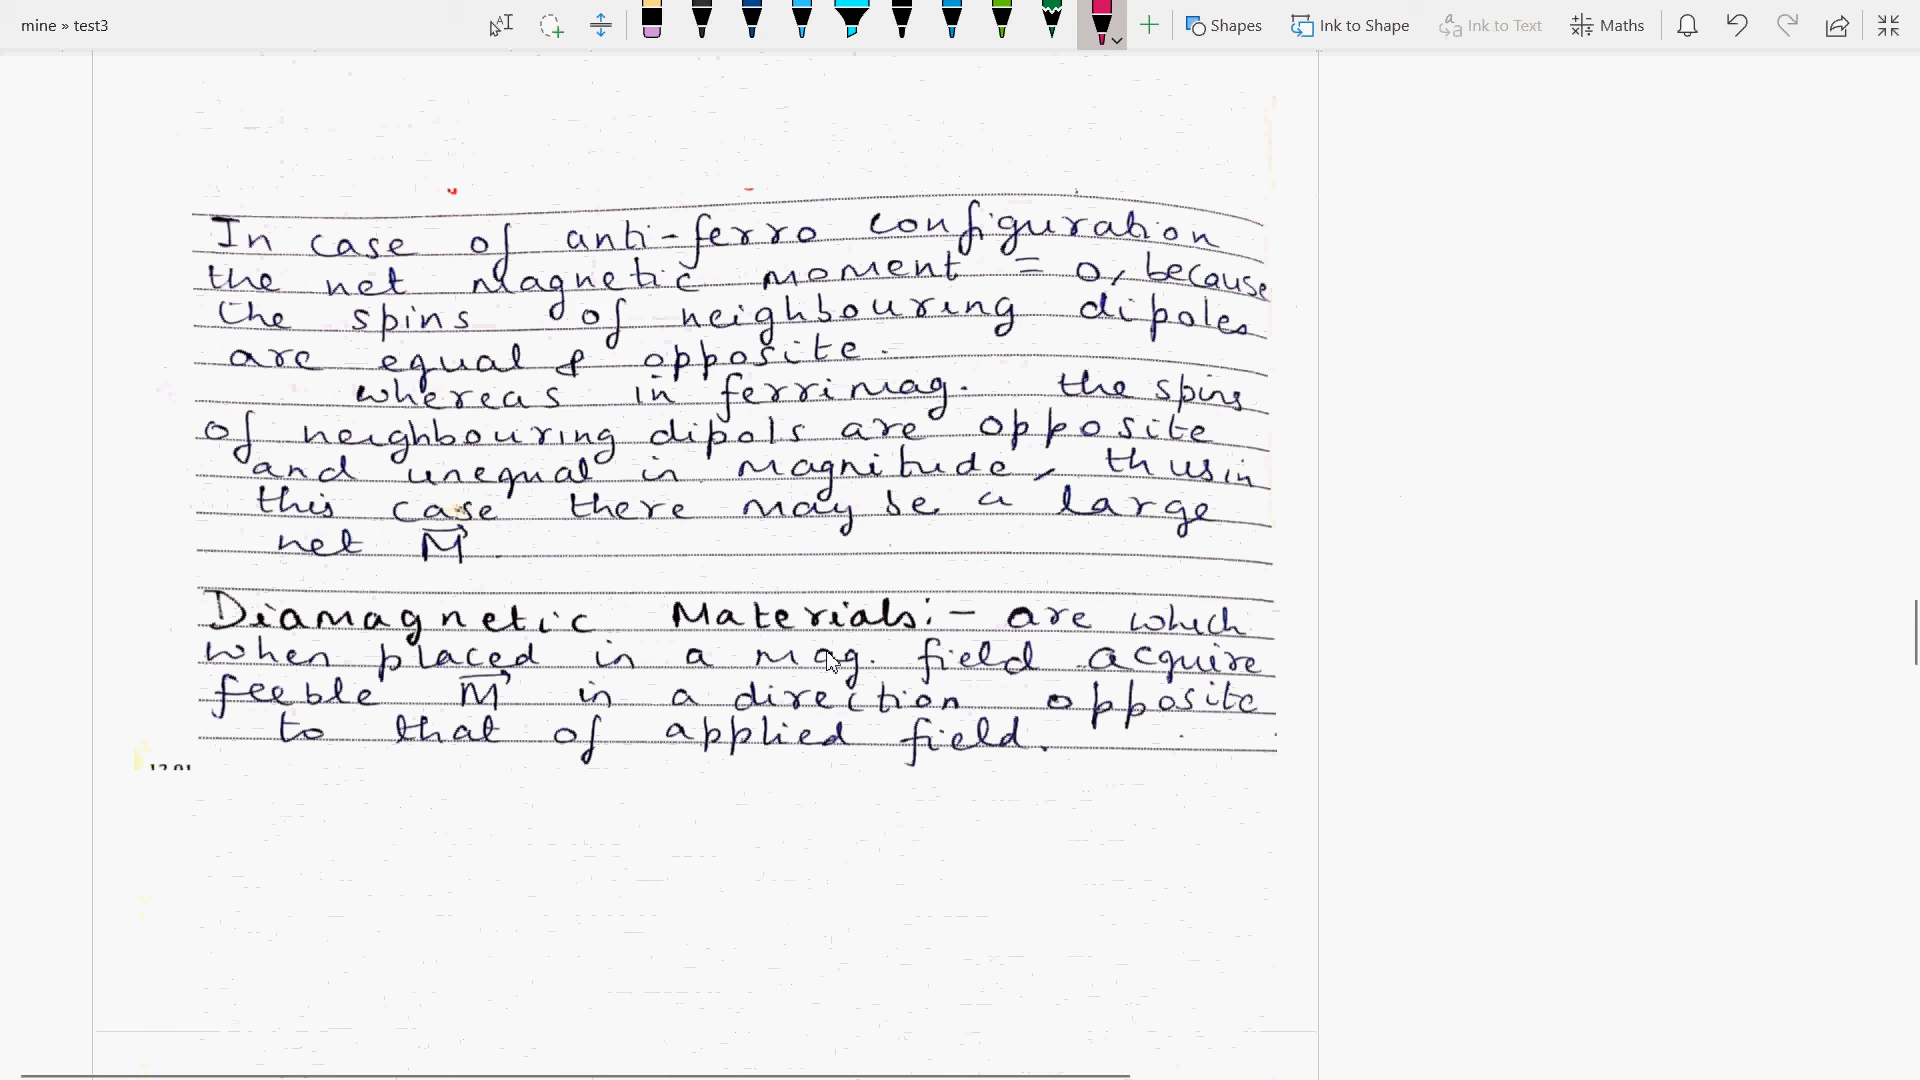 mine » test3
Shapes
Ink to Shape
Ink to Text
Maths
In case of anti-ferro configuration
the net magnetic moment = 0, because
the spins of neighbouring dipoles
are equal & opposite.
whereas in ferrimag. the spins
of neighbouring dipols are opposite
and unequal in magnitude, thus in
this case there may be a large
net M⃗
Diamagnetic Materials:- are which
when placed in a mag. field acquire
feeble M⃗ in a direction opposite
to that of applied field.